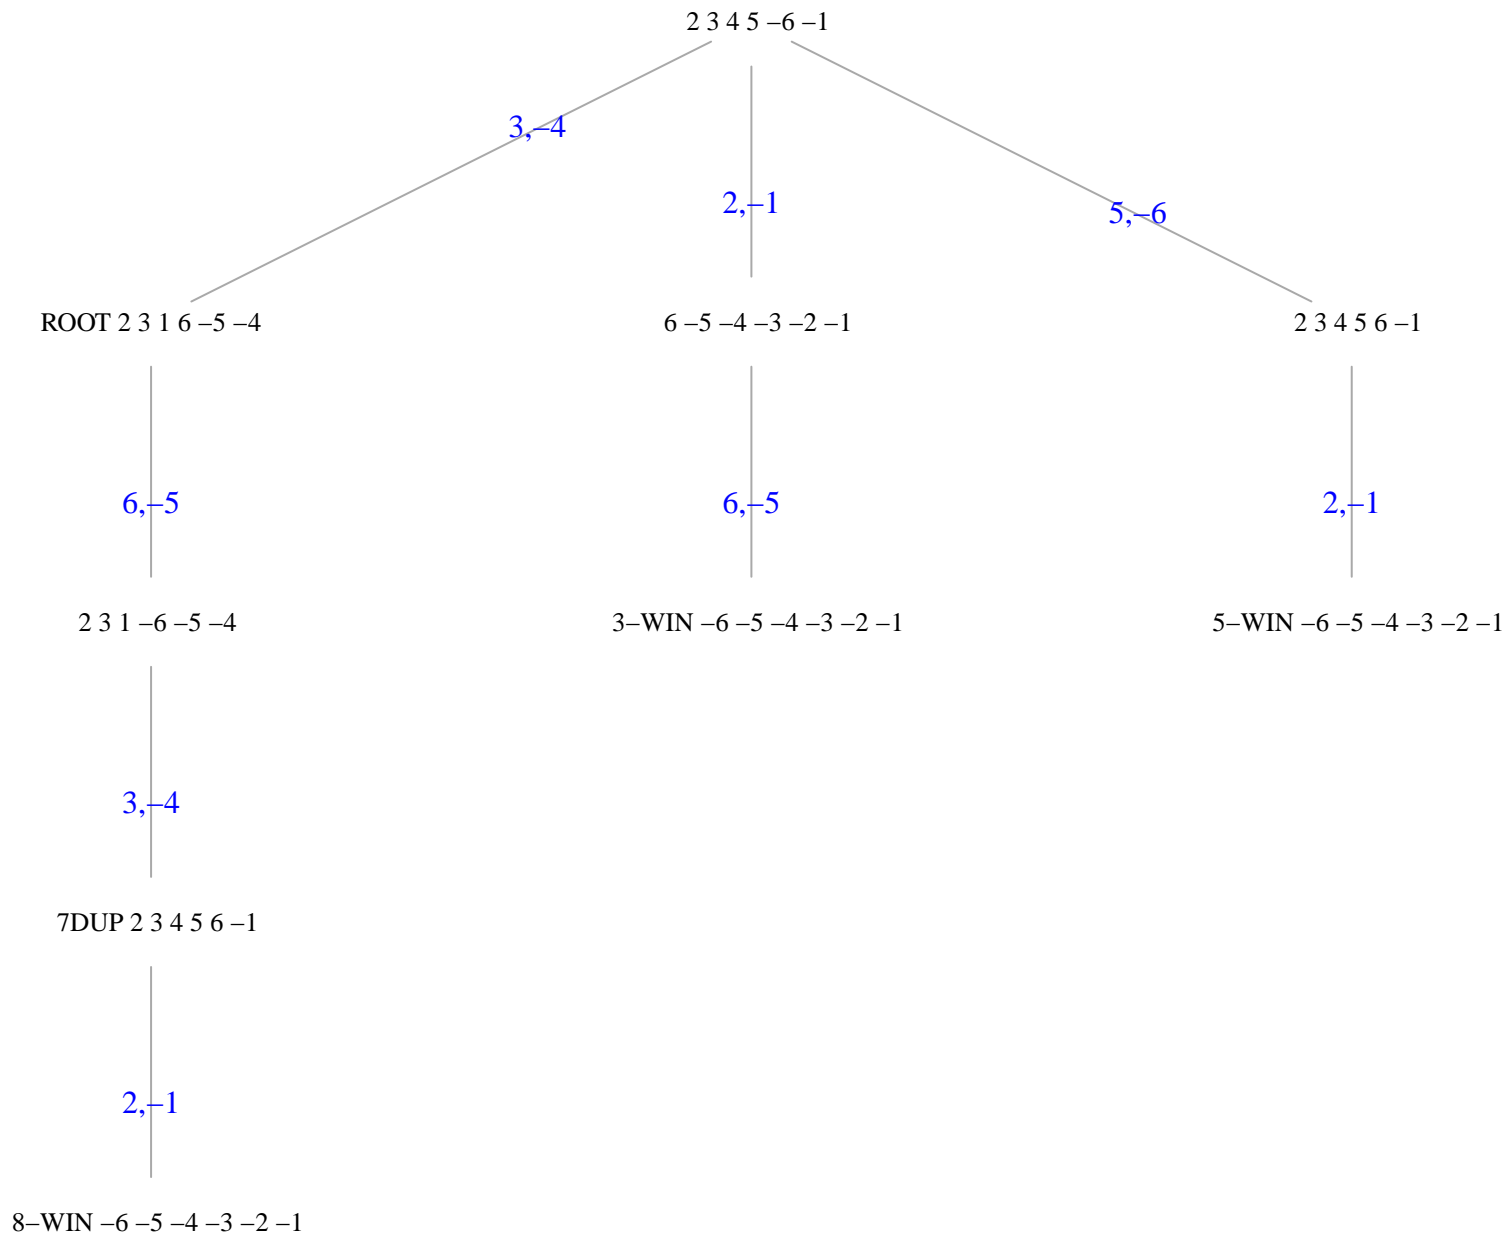 2 3 4 5 –6 –1
3,–4
2,–1
5,–6
ROOT 2 3 1 6 –5 –4
6 –5 –4 –3 –2 –1
2 3 4 5 6 –1
6,–5
6,–5
2,–1
2 3 1 –6 –5 –4
3–WIN –6 –5 –4 –3 –2 –1
5–WIN –6 –5 –4 –3 –2 –1
3,–4
7DUP 2 3 4 5 6 –1
2,–1
8–WIN –6 –5 –4 –3 –2 –1